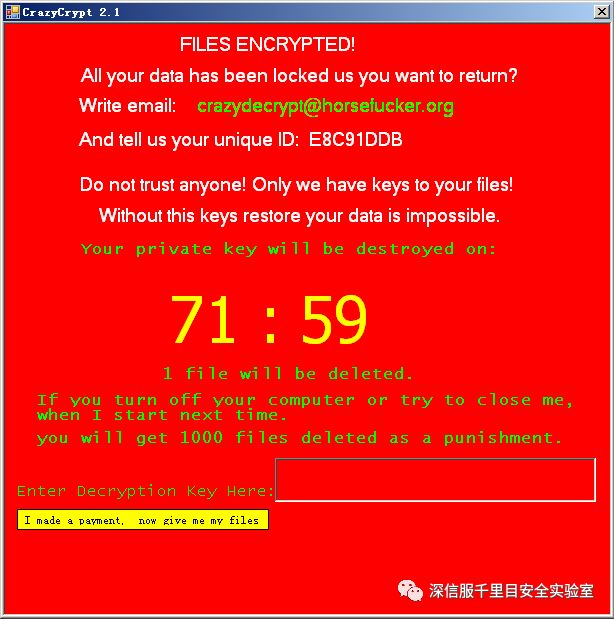 CrazyCrypt 2.1
FILES ENCRYPTED!
All your data has been locked us you want to return?
Write email: crazydecrypt@horsefucker.org
And tell us your unique ID: E8C91DDB
Do not trust anyone! Only we have keys to your files!
Without this keys restore your data is impossible.
Your private key will be destroyed on:
71 : 59
1 file will be deleted.
If you turn off your computer or try to close me,
when I start next time.
you will get 1000 files deleted as a punishment.
Enter Decryption Key Here:
I made a payment, now give me my files
深信服千里目安全实验室